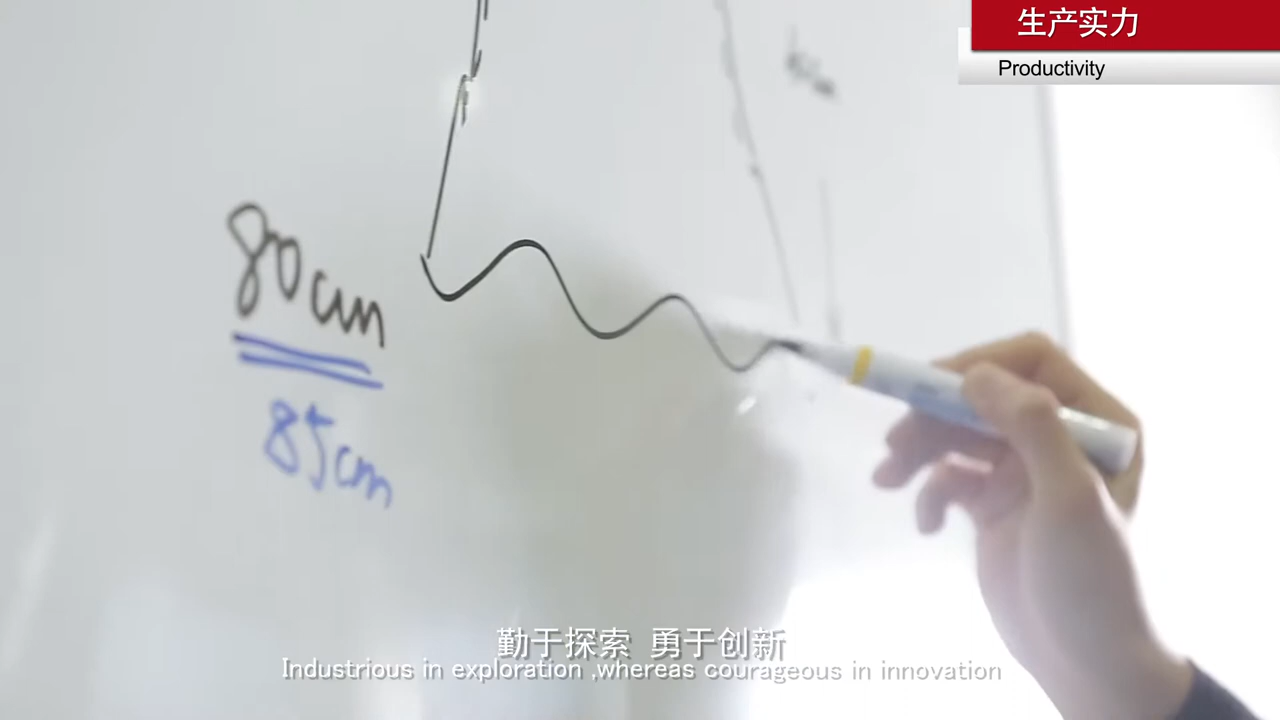 生产实力
Productivity
80cm
85cm
勤于探索 勇于创新
Industrious in exploration ,whereas courageous in innovation